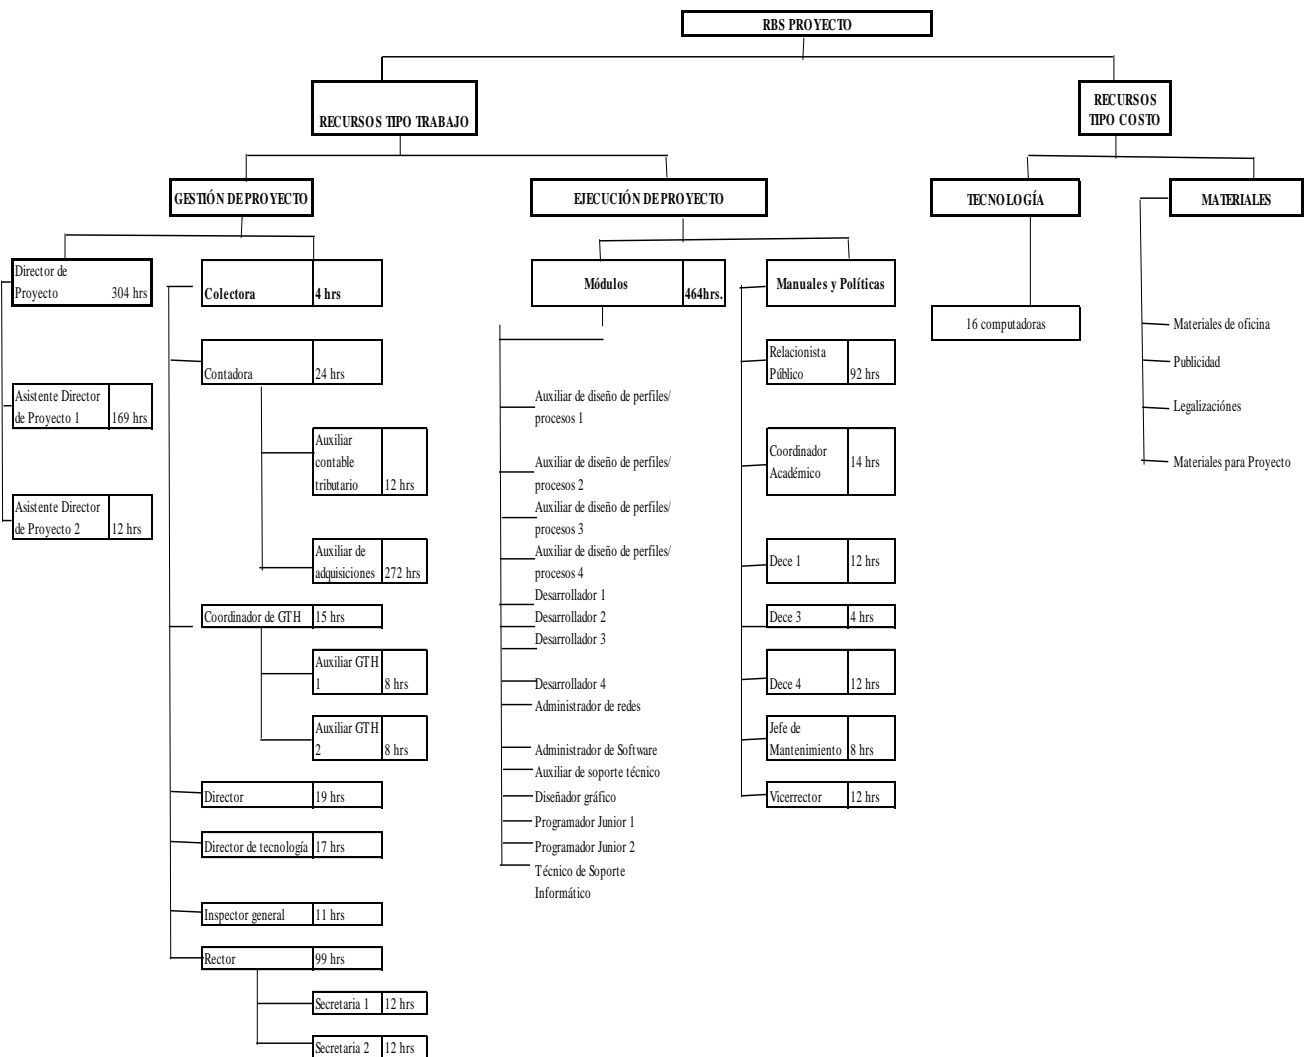 RBS PROYECTO
RECURSOS TIPO TRABAJO
RECURSOS
TIPO COSTO
GESTIÓN DE PROYECTO
EJECUCIÓN DE PROYECTO
TECNOLOGÍA
MATERIALES
Director de
Proyecto 304 hrs
Asistente Director
de Proyecto 1 169 hrs
Asistente Director
de Proyecto 2 12 hrs
Colectora 4 hrs
Contadora 24 hrs
Auxiliar
contable
tributario 12 hrs
Auxiliar de
adquisiciones 272 hrs
Coordinador de GTH 15 hrs
Auxiliar GTH
1 8 hrs
Auxiliar GTH
2 8 hrs
Director 19 hrs
Director de tecnología 17 hrs
Inspector general 11 hrs
Rector 99 hrs
Secretaria 1 12 hrs
Secretaria 2 12 hrs
Módulos 464hrs.
Auxiliar de diseño de perfiles/
procesos 1
Auxiliar de diseño de perfiles/
procesos 2
Auxiliar de diseño de perfiles/
procesos 3
Auxiliar de diseño de perfiles/
procesos 4
Desarrollador 1
Desarrollador 2
Desarrollador 3
Desarrollador 4
Administrador de redes
Administrador de Software
Auxiliar de soporte técnico
Diseñador gráfico
Programador Junior 1
Programador Junior 2
Técnico de Soporte
Informático
Manuales y Políticas
Relacionista
Público 92 hrs
Coordinador
Académico 14 hrs
Dece 1 12 hrs
Dece 3 4 hrs
Dece 4 12 hrs
Jefe de
Mantenimiento 8 hrs
Vicerrector 12 hrs
16 computadoras
Materiales de oficina
Publicidad
Legalizaciónes
Materiales para Proyecto